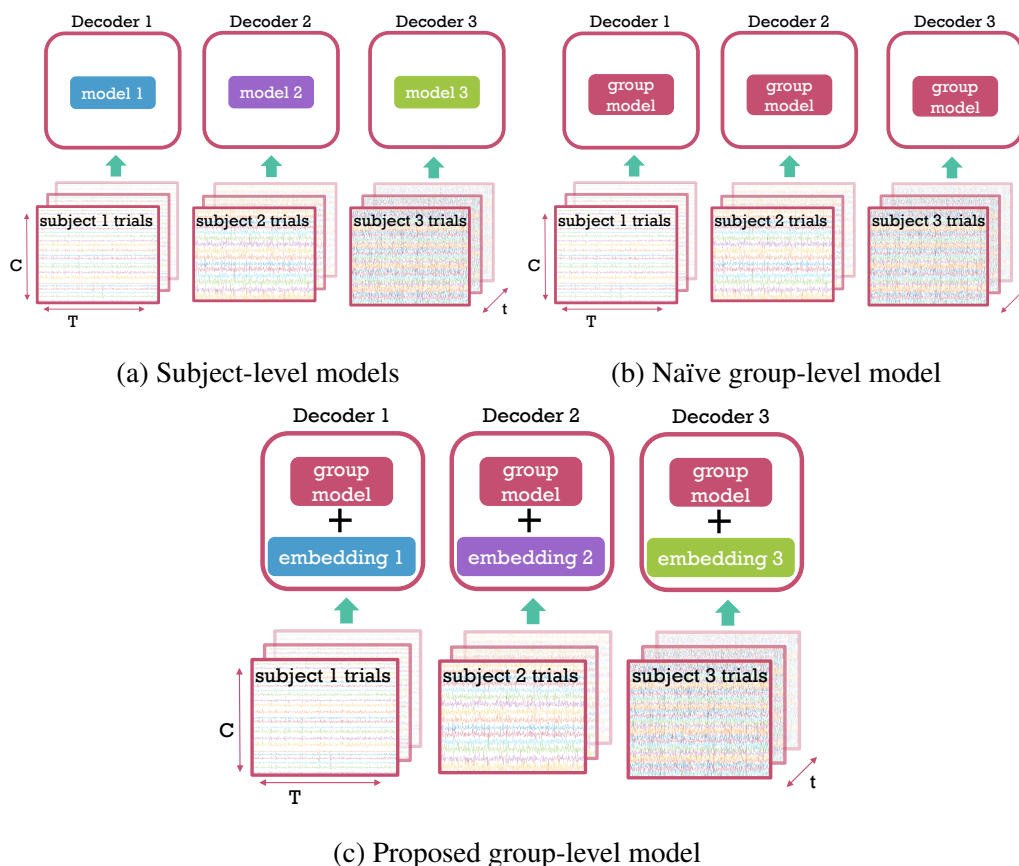 Decoder 1
Decoder 2
Decoder 3
model 1
model 2
model 3
subject 1 trials
subject 2 trials
subject 3 trials
C
T
t
(a) Subject-level models
Decoder 1
Decoder 2
Decoder 3
group
model
group
model
group
model
subject 1 trials
subject 2 trials
subject 3 trials
C
T
(b) Naïve group-level model
Decoder 1
Decoder 2
Decoder 3
group
model
+
embedding 1
group
model
+
embedding 2
group
model
+
embedding 3
subject 1 trials
subject 2 trials
subject 3 trials
C
T
t
(c) Proposed group-level model